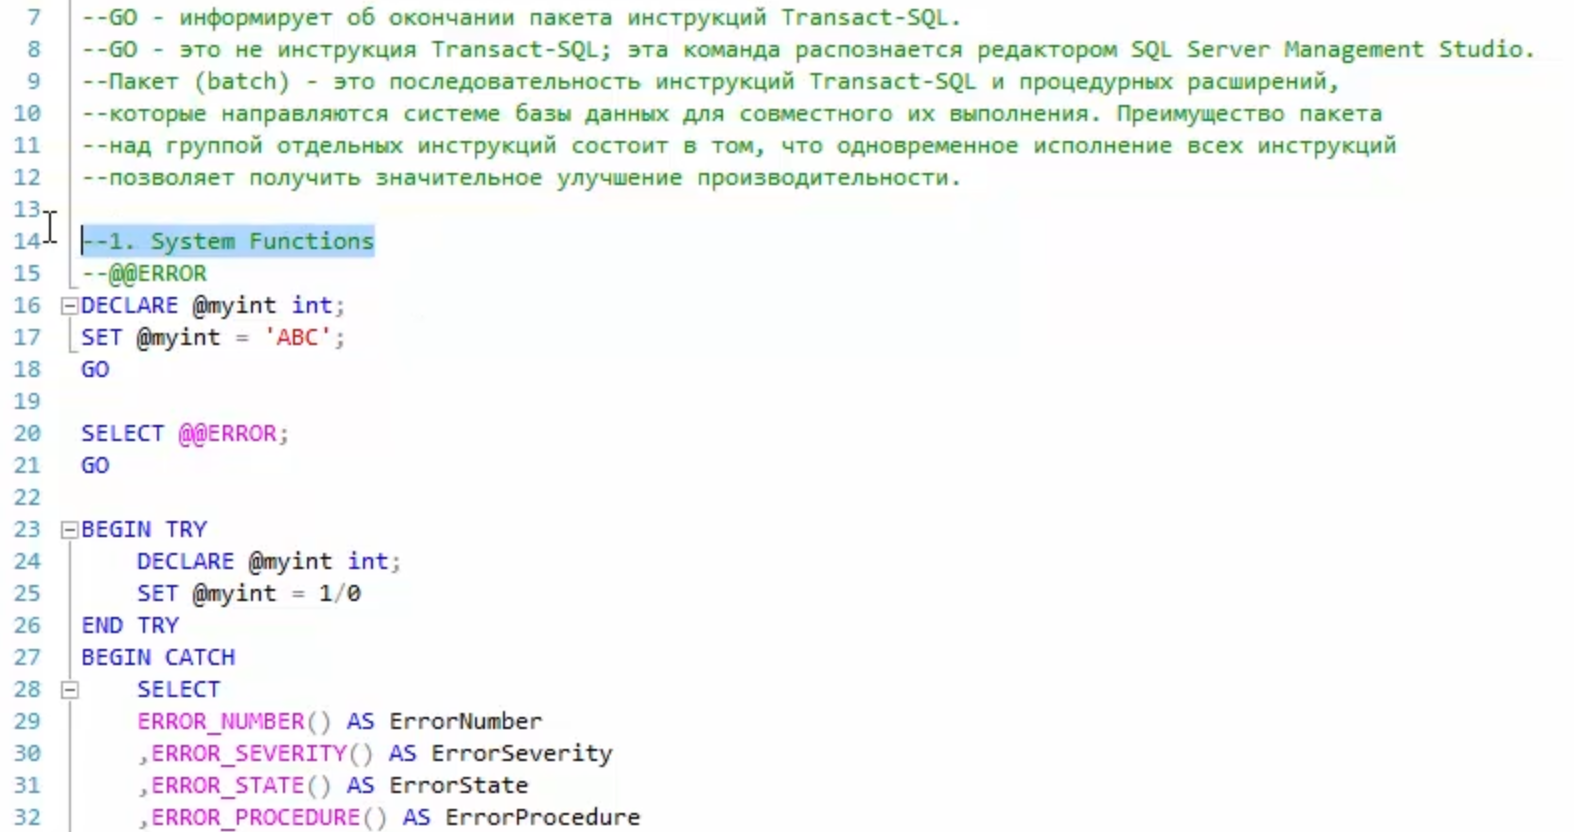 7 --GO - информирует об окончании пакета инструкций Transact-SQL.
8 --GO - это не инструкция Transact-SQL; эта команда распознается редактором SQL Server Management Studio.
9 --Пакет (batch) - это последовательность инструкций Transact-SQL и процедурных расширений,
10 --которые направляются системе базы данных для совместного их выполнения. Преимущество пакета
11 --над группой отдельных инструкций состоит в том, что одновременное исполнение всех инструкций
12 --позволяет получить значительное улучшение производительности.
13
14 --1. System Functions
15 --@@ERROR
16 DECLARE @myint int;
17 SET @myint = 'ABC';
18 GO
19
20 SELECT @@ERROR;
21 GO
22
23 BEGIN TRY
24 DECLARE @myint int;
25 SET @myint = 1/0
26 END TRY
27 BEGIN CATCH
28 SELECT
29 ERROR_NUMBER() AS ErrorNumber
30 ,ERROR_SEVERITY() AS ErrorSeverity
31 ,ERROR_STATE() AS ErrorState
32 ,ERROR_PROCEDURE() AS ErrorProcedure